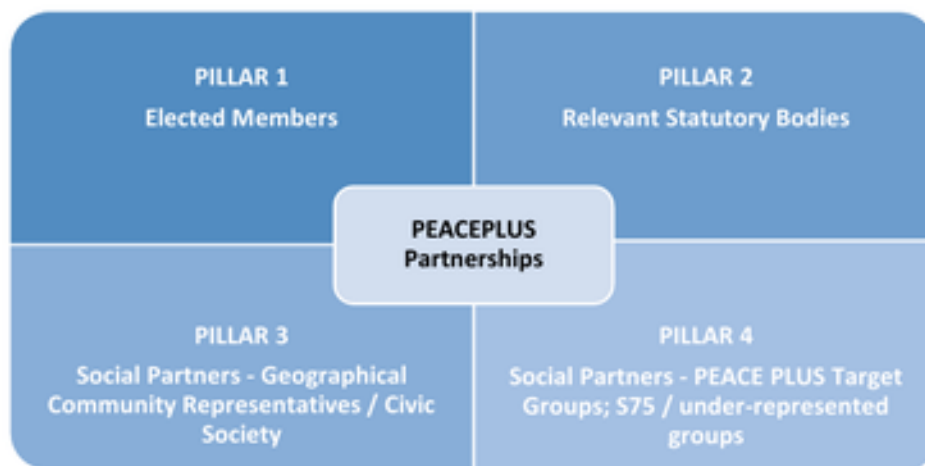 PILLAR 1
Elected Members
PILLAR 2
Relevant Statutory Bodies
PEACEPLUS
Partnerships
PILLAR 3
Social Partners - Geographical
Community Representatives / Civic
Society
PILLAR 4
Social Partners - PEACE PLUS Target
Groups; S75 / under-represented
groups